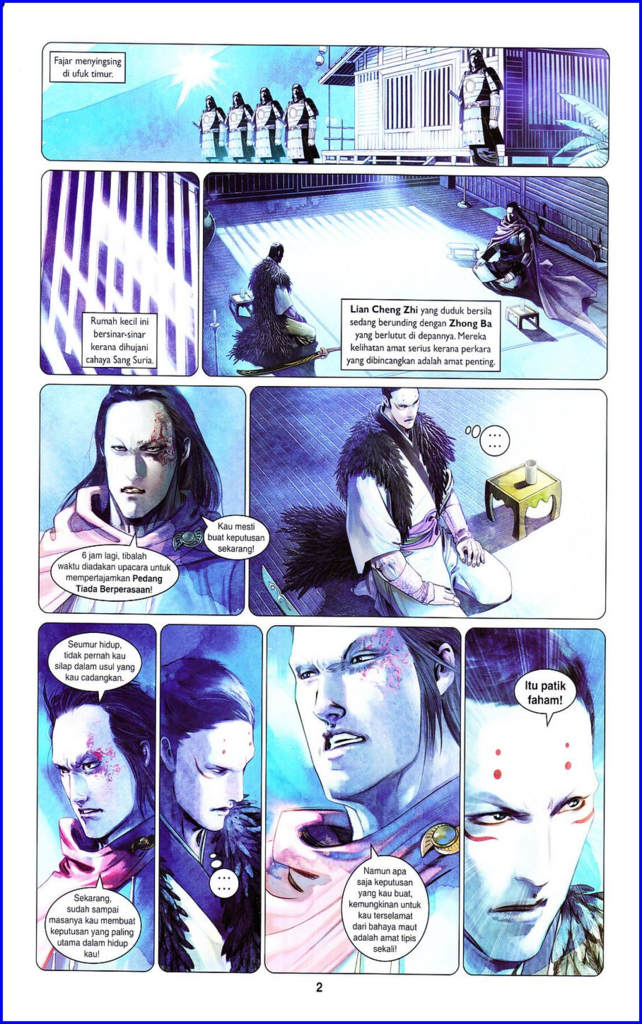 Fajar menyingsing
di ufuk timur.
Rumah kecil ini
bersinar-sinar
kerana dihujani
cahaya Sang Suria.
Lian Cheng Zhi yang duduk bersila
sedang berunding dengan Zhong Ba
yang berlutut di depannya. Mereka
kelihatan amat serius kerana perkara
yang dibincangkan adalah amat penting.
6 jam lagi, tibalah
waktu diadakan upacara untuk
mempertajamkan Pedang
Tiada Berperasaan!
Kau mesti
buat keputusan
sekarang!
...
...
Seumur hidup,
tidak pernah kau
silap dalam usul yang
kau cadangkan.
Sekarang,
sudah sampai
masanya kau membuat
keputusan yang paling
utama dalam hidup
kau!
...
...
Namun apa
saja keputusan
yang kau buat,
kemungkinan untuk
kau terselamat
dari bahaya maut
adalah amat tipis
sekali!
Itu patik
faham!
2